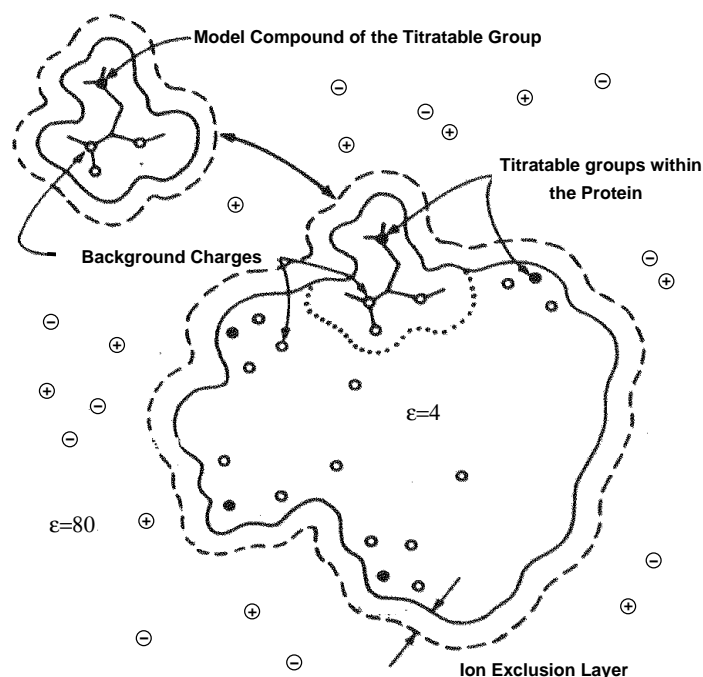 Model Compound of the Titratable Group
Titratable groups within
the Protein
Background Charges
ε=4
ε=80
Ion Exclusion Layer